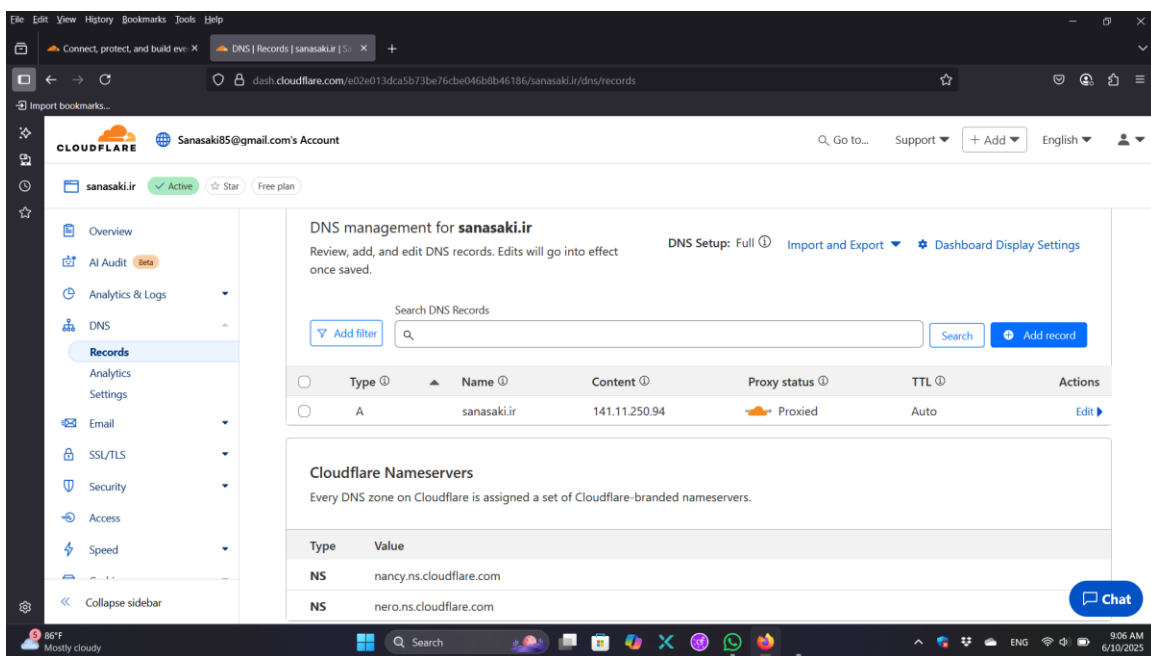 File Edit View History Bookmarks Tools Help
Connect, protect, and build eve
DNS | Records | sanasaki.ir | Sa
dash.cloudflare.com/e02e013dca5b73be76cbe046b8b46186/sanasaki.ir/dns/records
Import bookmarks...
CLOUDFLARE
Sanasaki85@gmail.com's Account
Go to...
Support
+ Add
English
sanasaki.ir
Active
Star
Free plan
Overview
AI Audit Beta
Analytics & Logs
DNS
Records
Analytics
Settings
Email
SSL/TLS
Security
Access
Speed
Collapse sidebar
DNS management for sanasaki.ir
Review, add, and edit DNS records. Edits will go into effect
once saved.
DNS Setup: Full
Import and Export
Dashboard Display Settings
Search DNS Records
Add filter
Search
Add record
Type Name Content Proxy status TTL Actions
A sanasaki.ir 141.11.250.94 Proxied Auto Edit
Cloudflare Nameservers
Every DNS zone on Cloudflare is assigned a set of Cloudflare-branded nameservers.
Type Value
NS nancy.ns.cloudflare.com
NS nero.ns.cloudflare.com
Chat
5
86°F
Mostly cloudy
Search
ENG
9:06 AM
6/10/2025